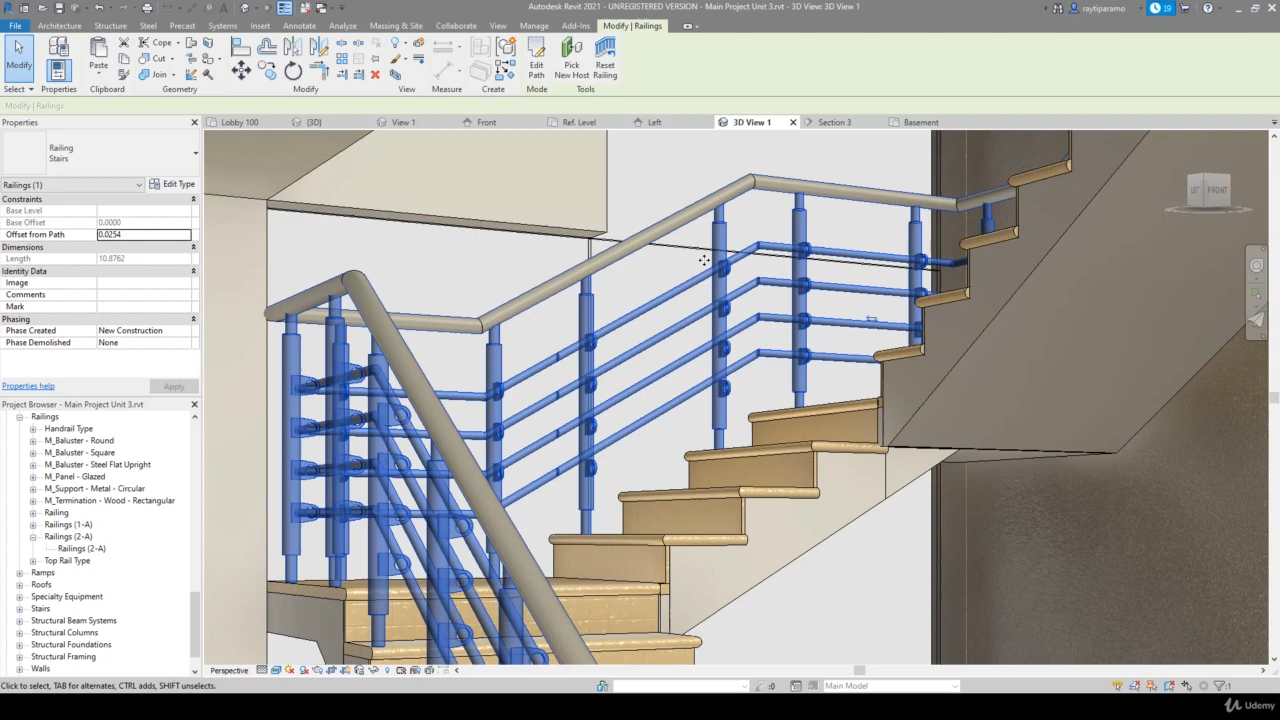 Autodesk Revit 2021 - UNREGISTERED VERSION - Main Project Unit 3.rvt - 3D View: 3D View 1
raytiparamo
19
File Architecture Structure Steel Precast Systems Insert Annotate Analyze Massing & Site Collaborate View Manage Add-Ins Modify | Railings
Cope
Cut
Join
Modify
Paste
Edit Path
Pick New Host
Reset Railing
Select Properties Clipboard Geometry Modify View Measure Create Mode Tools
Modify | Railings
Properties
Lobby 100 {3D} View 1 Front Ref. Level Left 3D View 1 Section 3 Basement
Railing
Stairs
Railings (1) Edit Type
Constraints
Base Level
Base Offset 0.0000
Offset from Path 0.0254
Dimensions
Length 10.8762
Identity Data
Image
Comments
Mark
Phasing
Phase Created New Construction
Phase Demolished None
Properties help Apply
LEFT FRONT
Project Browser - Main Project Unit 3.rvt
Railings
Handrail Type
M_Baluster - Round
M_Baluster - Square
M_Baluster - Steel Flat Upright
M_Panel - Glazed
M_Support - Metal - Circular
M_Termination - Wood - Rectangular
Railing
Railings (1-A)
Railings (2-A)
Railings (2-A)
Top Rail Type
Ramps
Roofs
Specialty Equipment
Stairs
Structural Beam Systems
Structural Columns
Structural Foundations
Structural Framing
Walls
Perspective
Click to select, TAB for alternates, CTRL adds, SHIFT unselects.
:0
Main Model
:1
Udemy